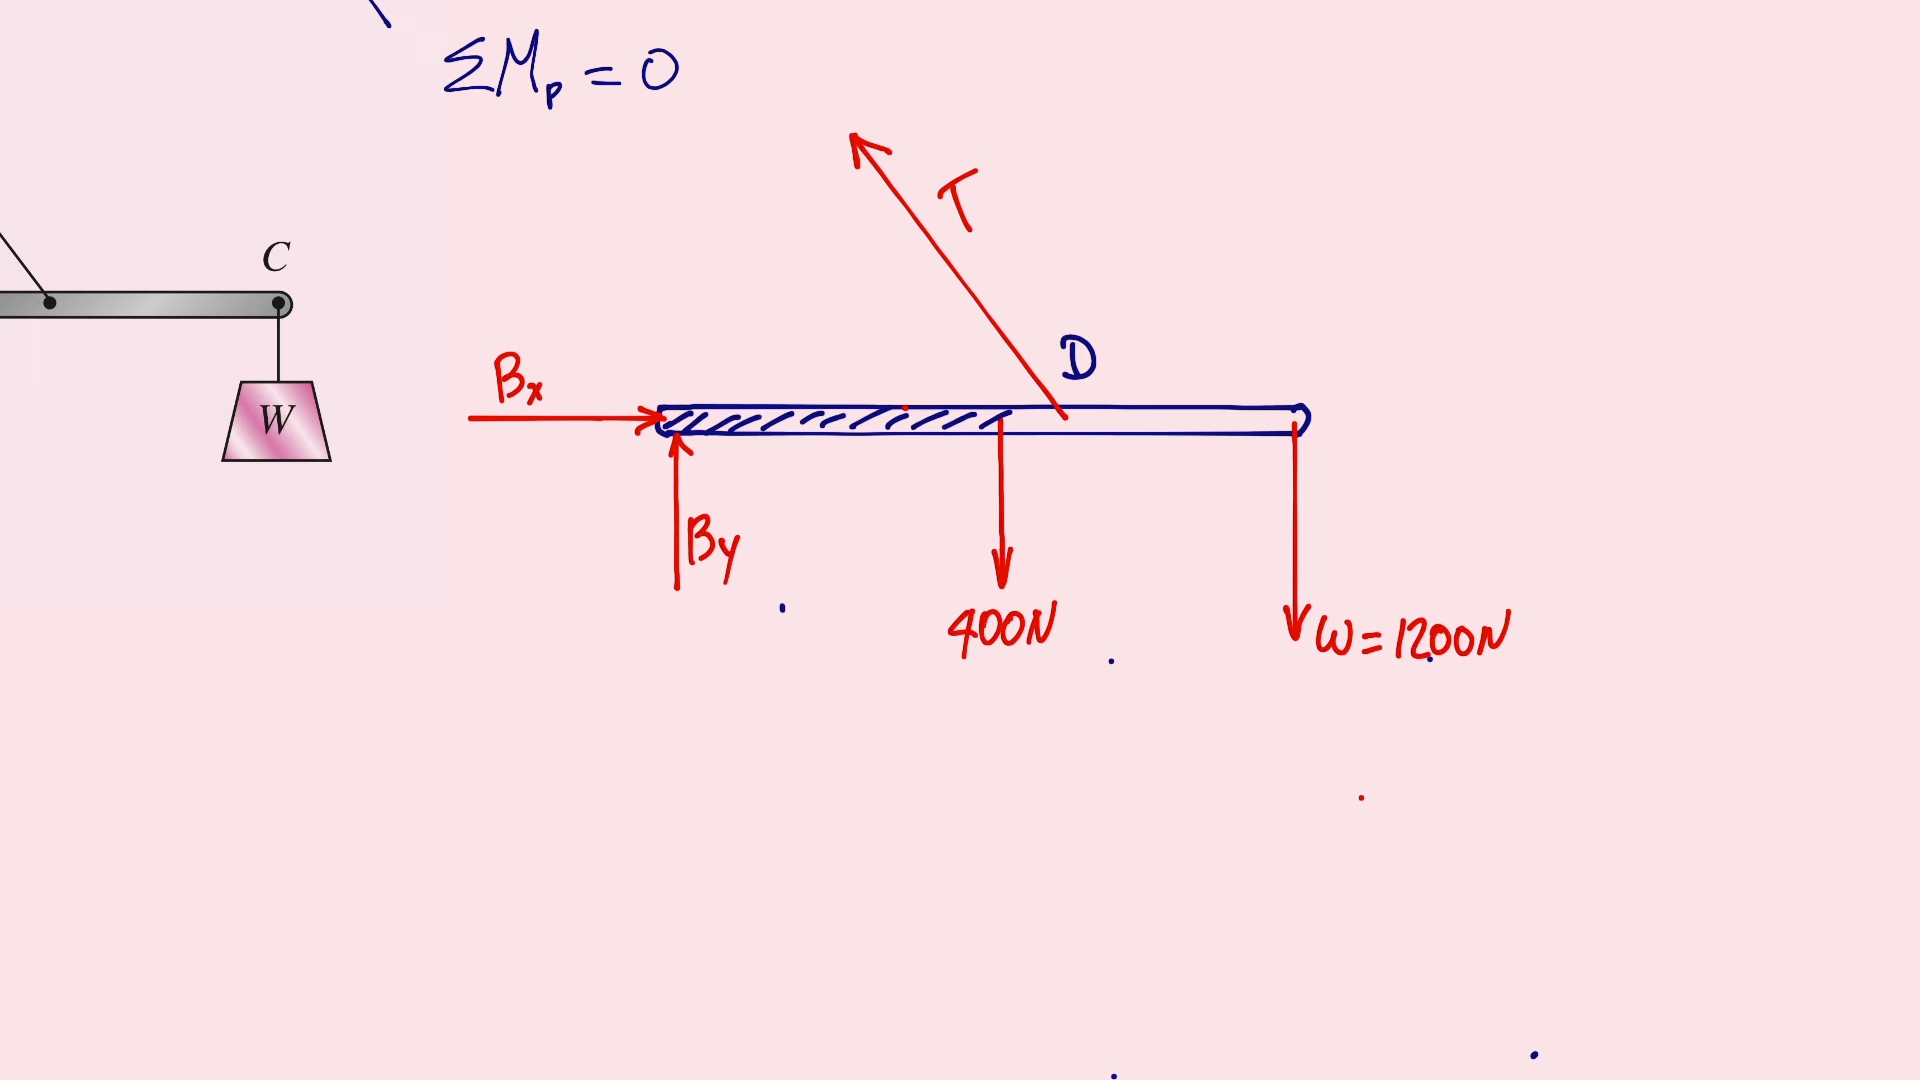 ΣM_P = 0
T
C
D
B_x
W
B_y
400N
W = 1200N